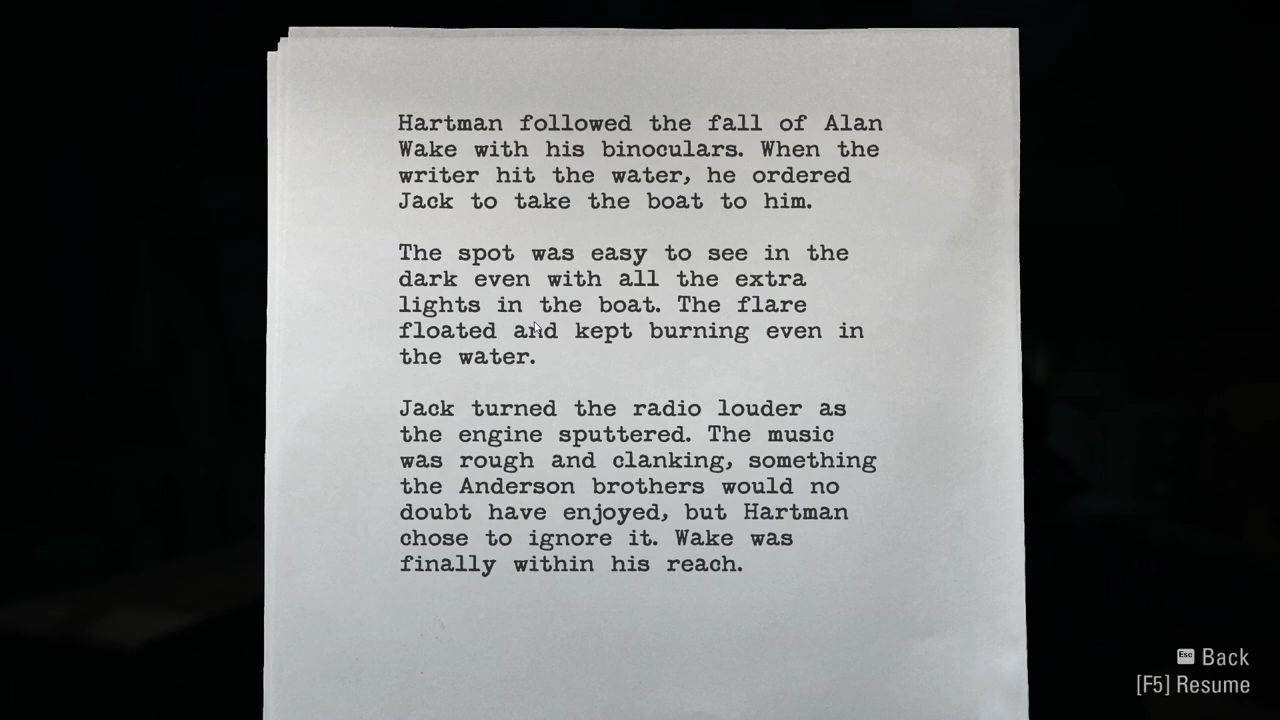 Hartman followed the fall of Alan
Wake with his binoculars. When the
writer hit the water, he ordered
Jack to take the boat to him.
The spot was easy to see in the
dark even with all the extra
lights in the boat. The flare
floated and kept burning even in
the water.
Jack turned the radio louder as
the engine sputtered. The music
was rough and clanking, something
the Anderson brothers would no
doubt have enjoyed, but Hartman
chose to ignore it. Wake was
finally within his reach.
Esc Back
[F5] Resume